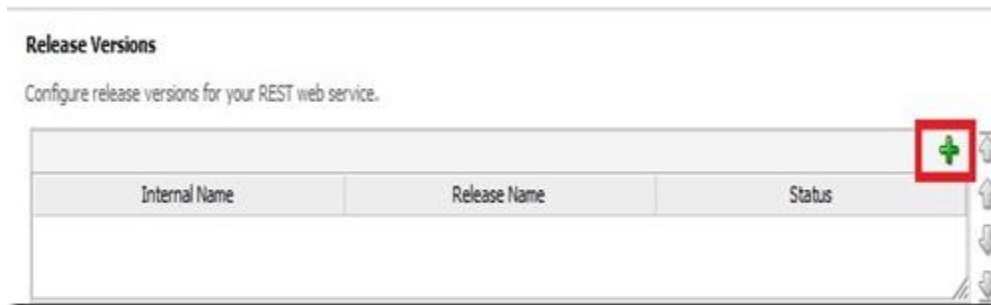 Release Versions
Configure release versions for your REST web service.
Internal Name Release Name Status